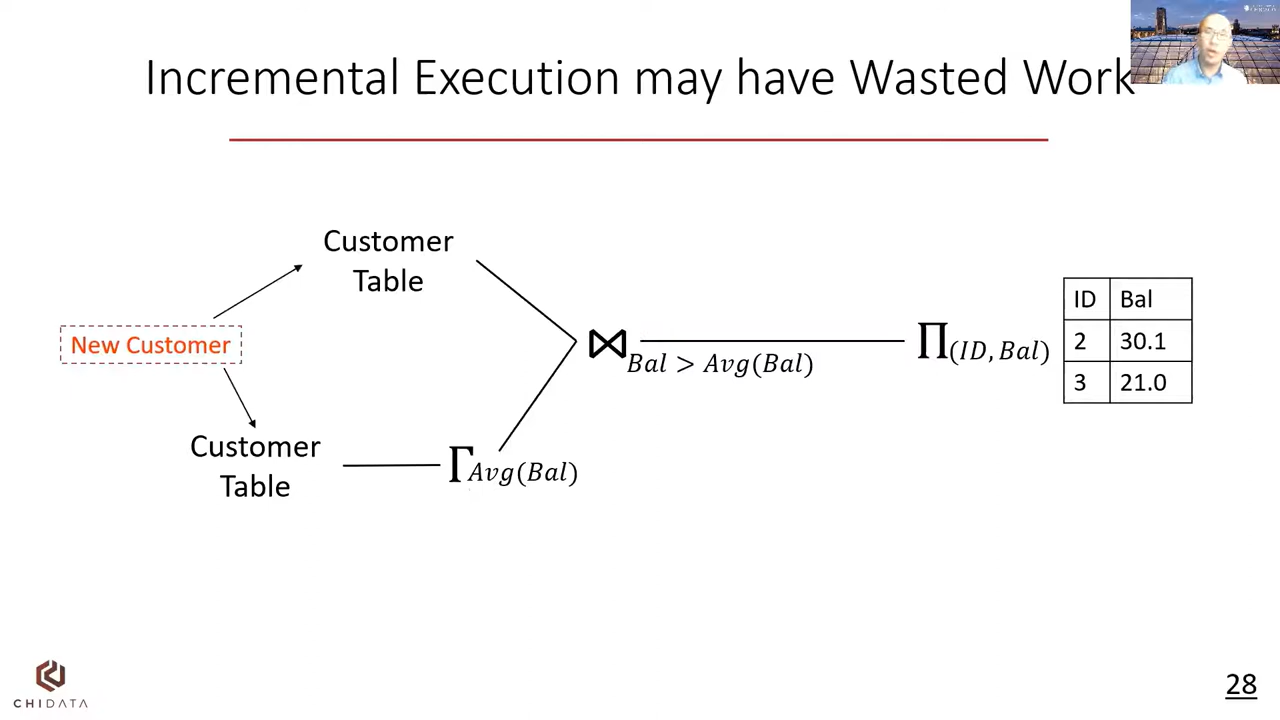 Incremental Execution may have Wasted Work
Customer
Table
New Customer
Customer
Table
Γ Avg(Bal)
⋈ Bal > Avg(Bal)
Π (ID, Bal)
ID Bal
2 30.1
3 21.0
CHIDATA
28